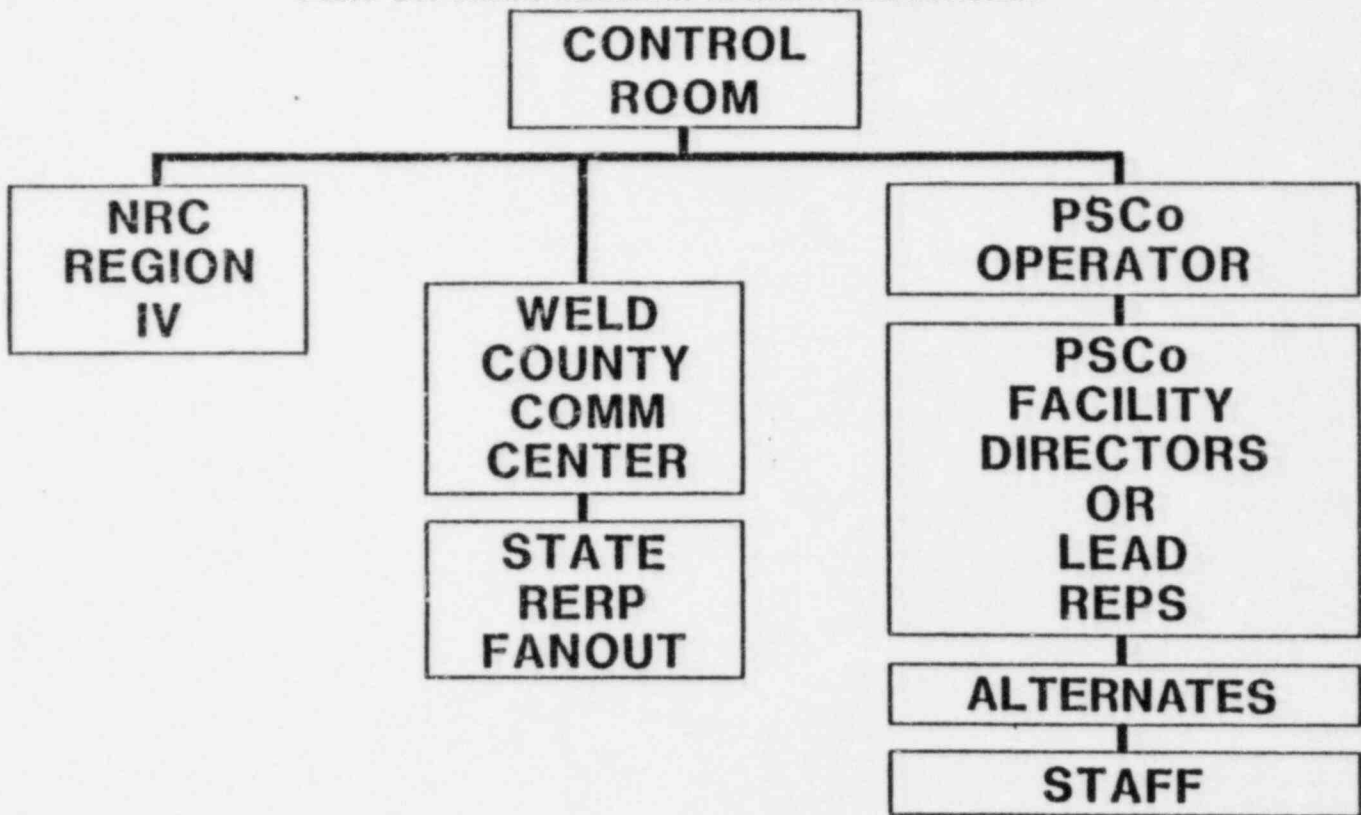 CONTROL
ROOM
NRC
REGION
IV
WELD
COUNTY
COMM
CENTER
STATE
RERP
FANOUT
PSCo
OPERATOR
PSCo
FACILITY
DIRECTORS
OR
LEAD
REPS
ALTERNATES
STAFF